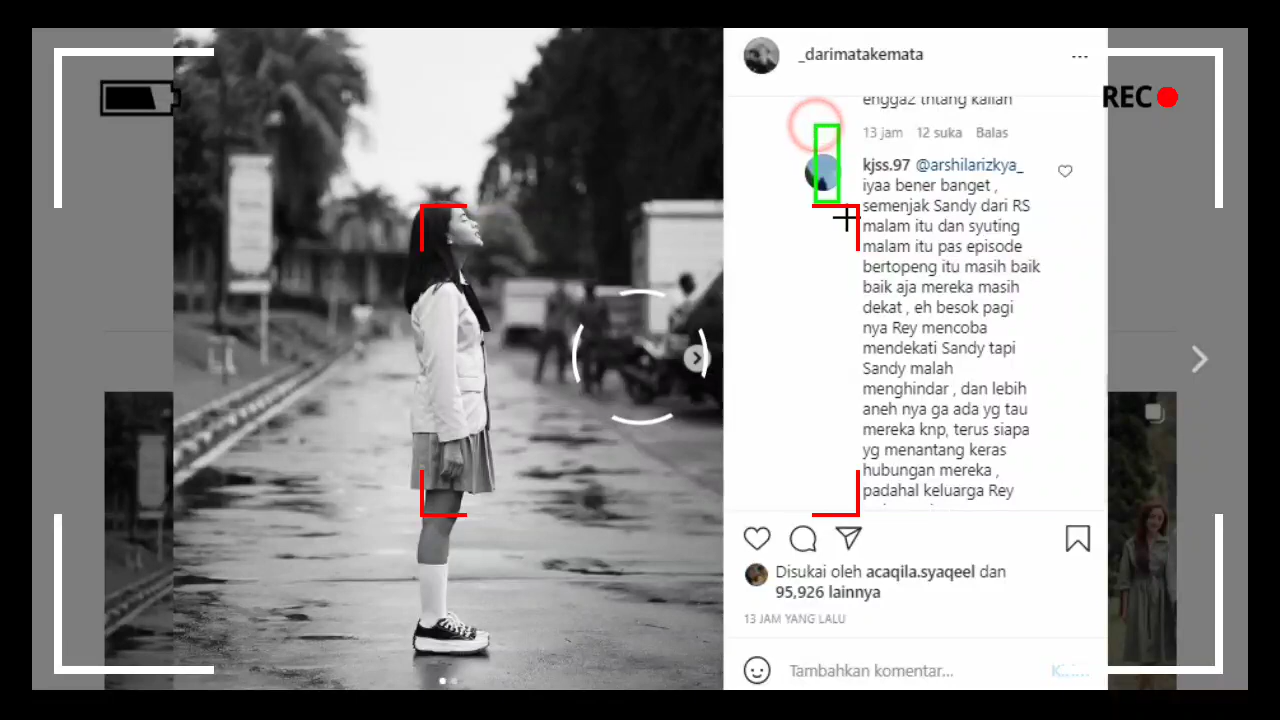 _darimatakemata
REC
engga2 tntang kalian
13 jam 12 suka Balas
kjss.97 @arshilarizkya_
iyaa bener banget ,
semenjak Sandy dari RS
malam itu dan syuting
malam itu pas episode
bertopeng itu masih baik
baik aja mereka masih
dekat , eh besok pagi
nya Rey mencoba
mendekati Sandy tapi
Sandy malah
menghindar , dan lebih
aneh nya ga ada yg tau
mereka knp, terus siapa
yg menantang keras
hubungan mereka ,
padahal keluarga Rey
Disukai oleh acaqila.syaqeel dan
95,926 lainnya
13 JAM YANG LALU
Tambahkan komentar...